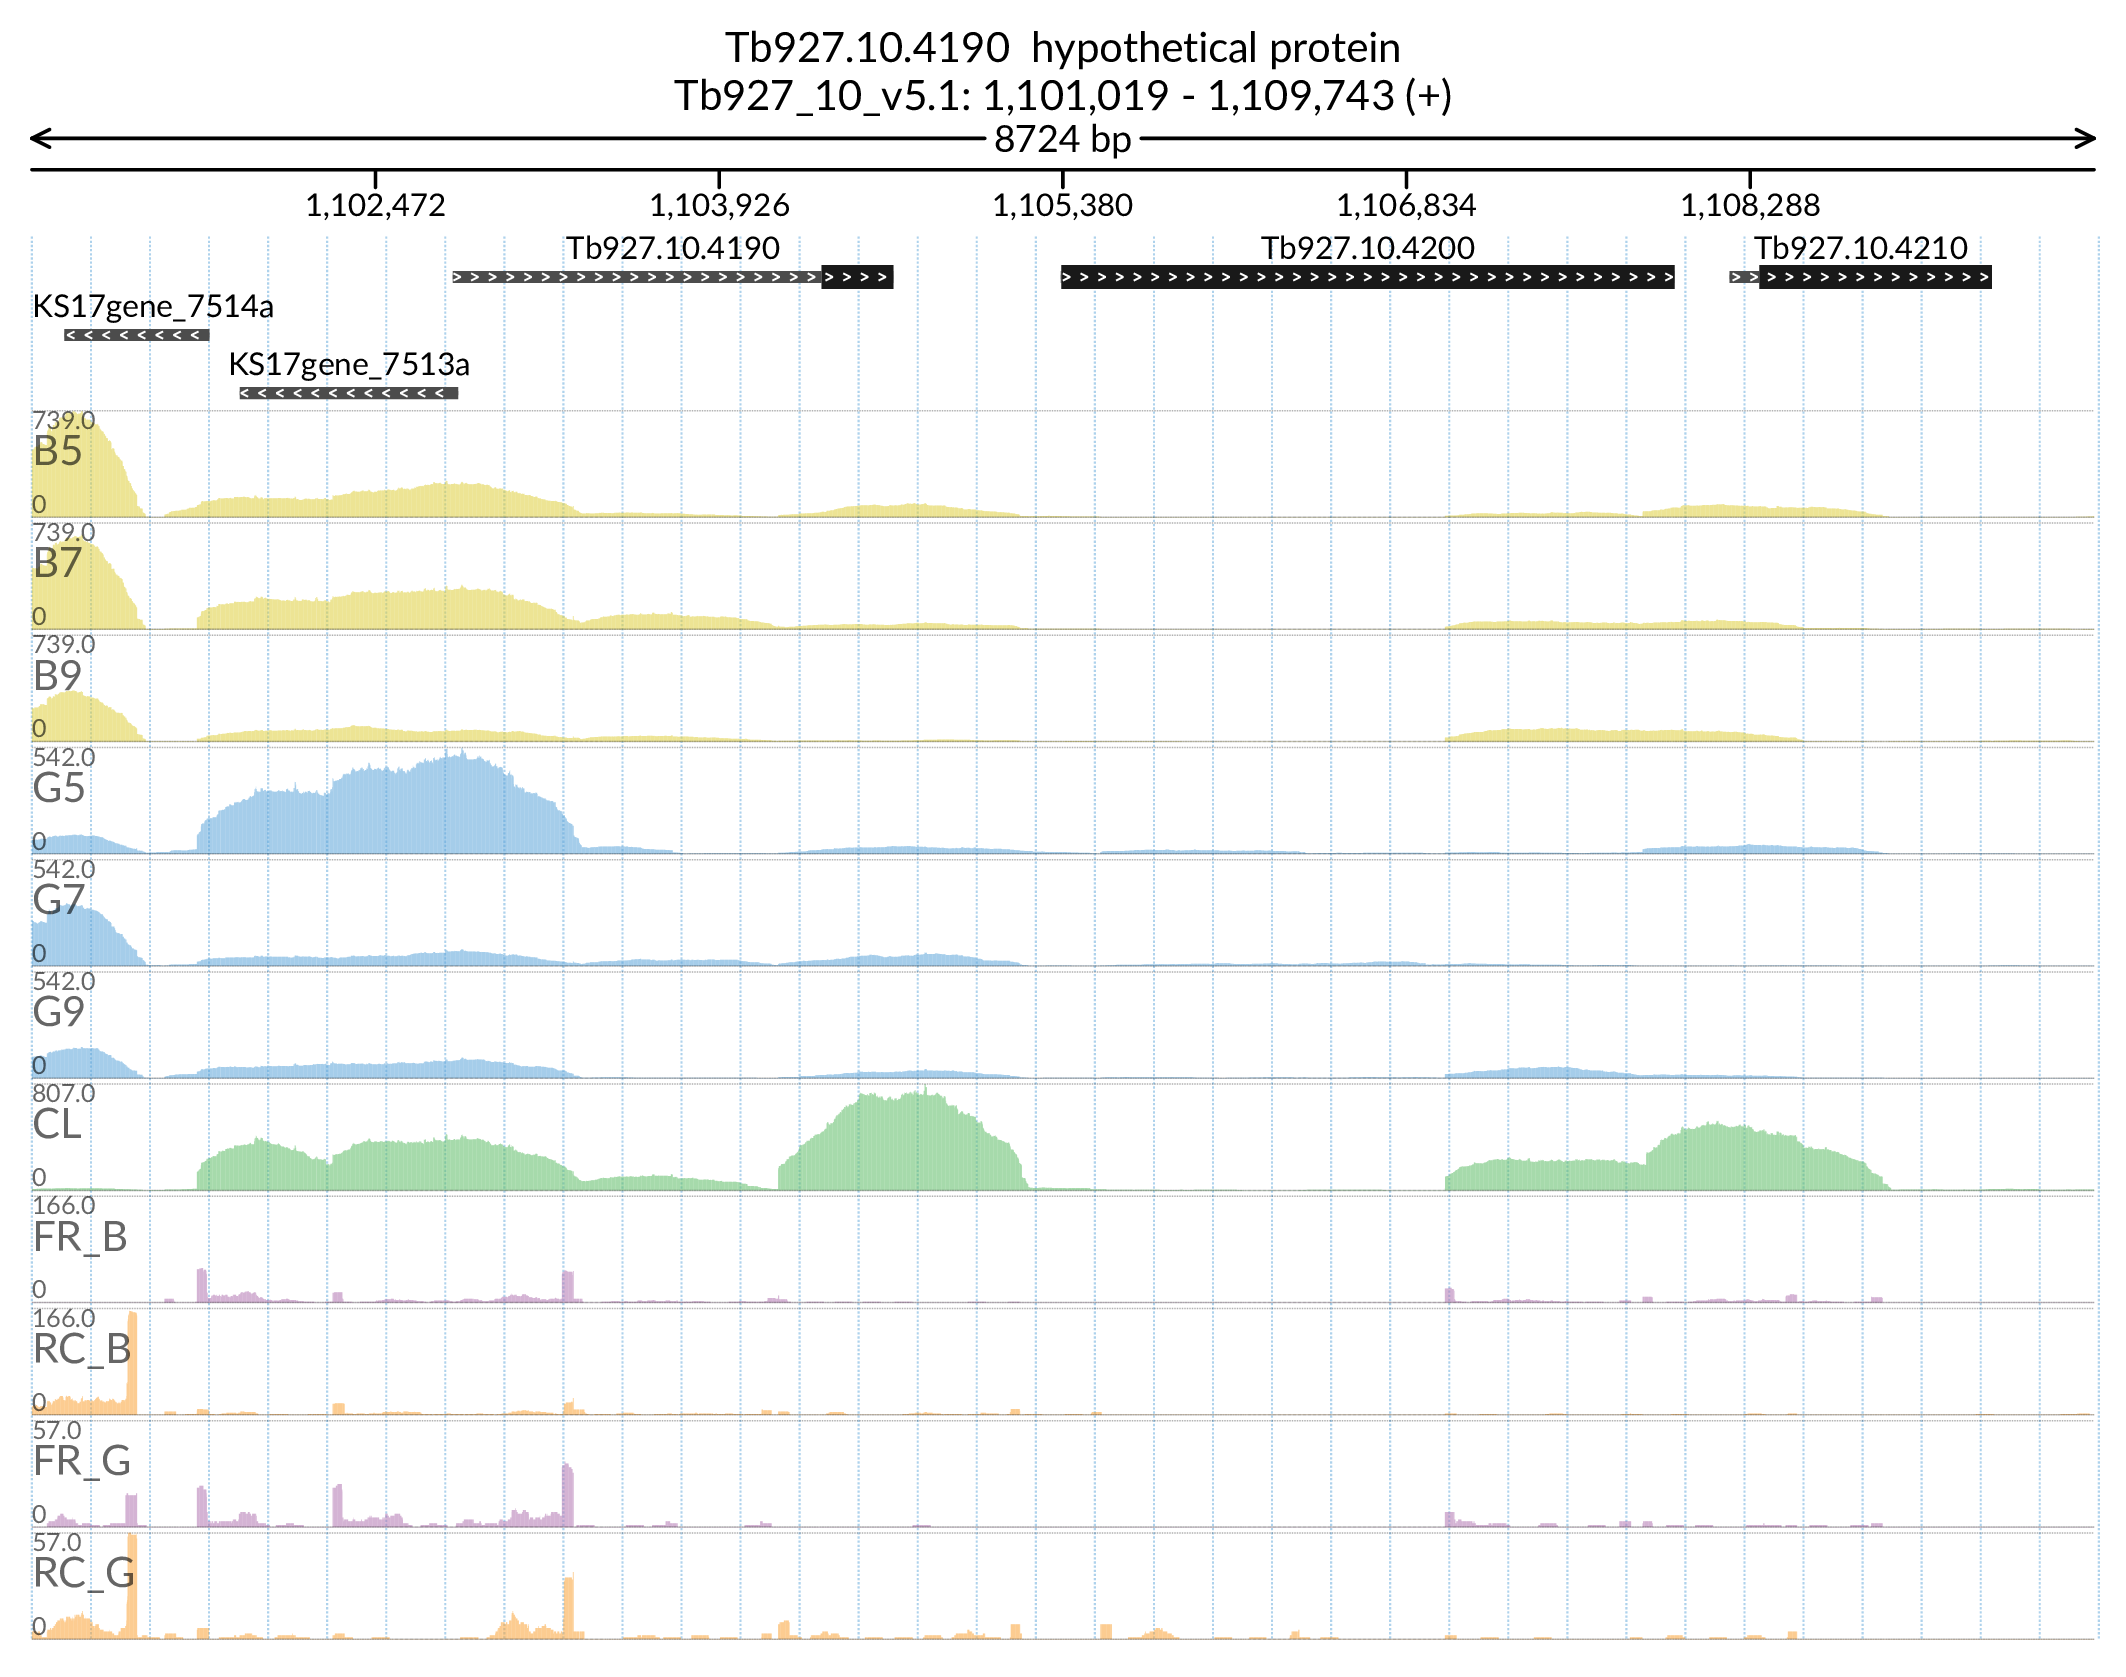 Tb927.10.4190  hypothetical protein
Tb927_10_v5.1: 1,101,019 - 1,109,743 (+)
8724 bp
1,102,472 1,103,926 1,105,380 1,106,834 1,108,288
Tb927.10.4190 Tb927.10.4200 Tb927.10.4210
KS17gene_7514a
KS17gene_7513a
739.0
B5
0
739.0
B7
0
739.0
B9
0
542.0
G5
0
542.0
G7
0
542.0
G9
0
807.0
CL
0
166.0
FR_B
0
166.0
RC_B
0
57.0
FR_G
0
57.0
RC_G
0